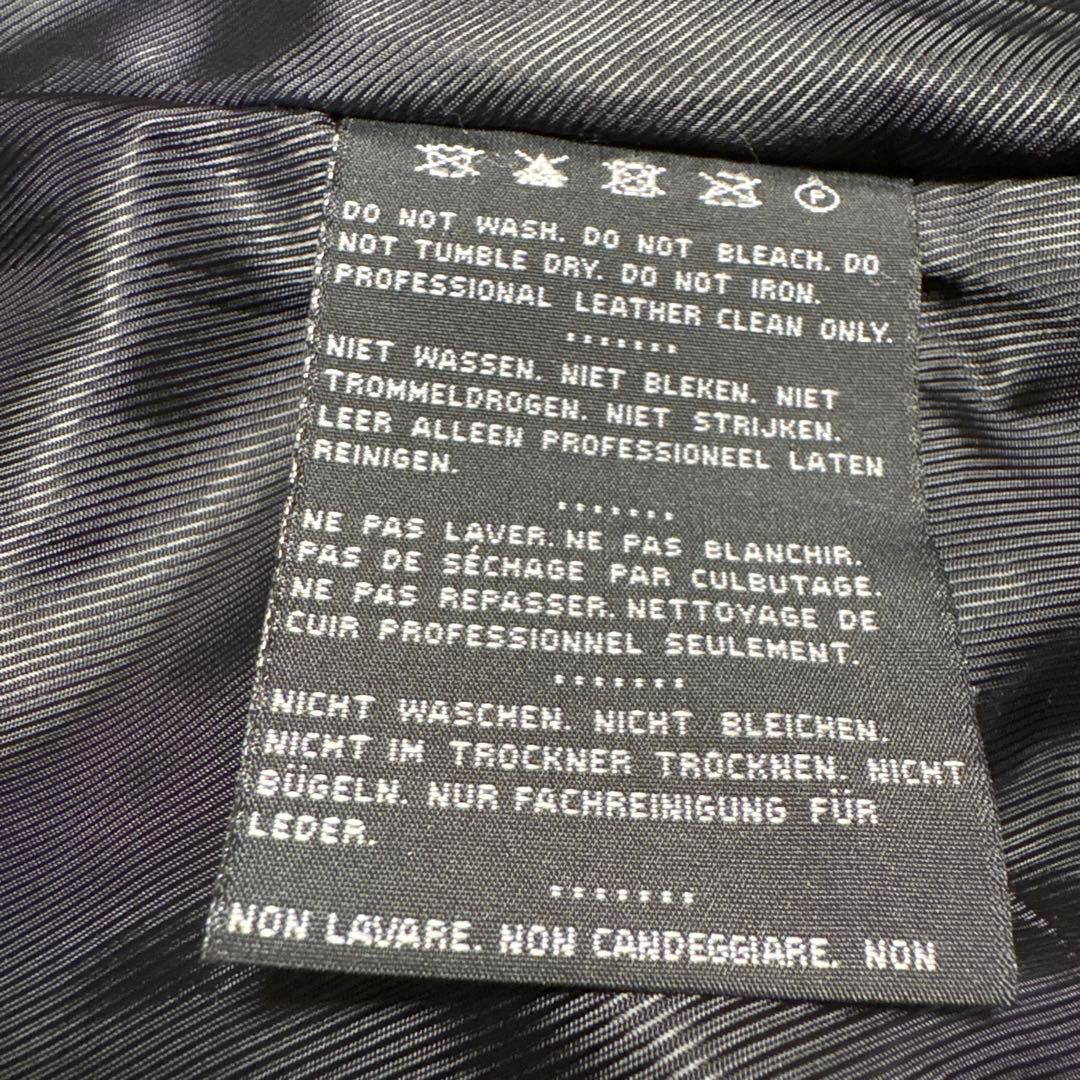 P
DO NOT WASH. DO NOT BLEACH. DO
NOT TUMBLE DRY. DO NOT IRON.
PROFESSIONAL LEATHER CLEAN ONLY.
.......
NIET WASSEN. NIET BLEKEN. NIET
TROMMELDROGEN. NIET STRIJKEN.
LEER ALLEEN PROFESSIONEEL LATEN
REINIGEN.
.......
NE PAS LAVER. NE PAS BLANCHIR.
PAS DE SÉCHAGE PAR CULBUTAGE.
NE PAS REPASSER. NETTOYAGE DE
CUIR PROFESSIONNEL SEULEMENT.
.......
NICHT WASCHEN. NICHT BLEICHEN.
NICHT IM TROCKNER TROCKNEN. NICHT
BÜGELN. NUR FACHREINIGUNG FÜR
LEDER.
.......
NON LAVARE. NON CANDEGGIARE. NON